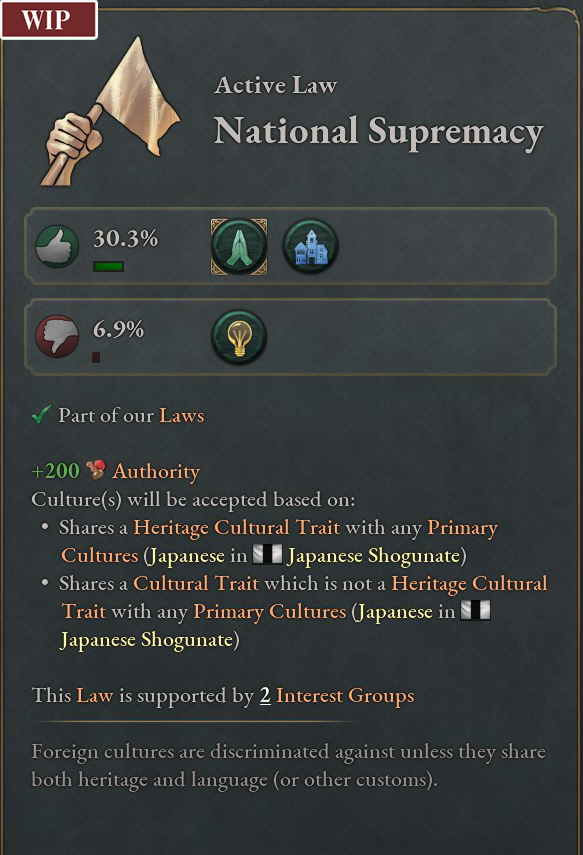 WIP
Active Law
National Supremacy
30.3%
6.9%
Part of our Laws
+200 Authority
Culture(s) will be accepted based on:
• Shares a Heritage Cultural Trait with any Primary
Cultures (Japanese in Japanese Shogunate)
• Shares a Cultural Trait which is not a Heritage Cultural
Trait with any Primary Cultures (Japanese in
Japanese Shogunate)
This Law is supported by 2 Interest Groups
Foreign cultures are discriminated against unless they share
both heritage and language (or other customs).